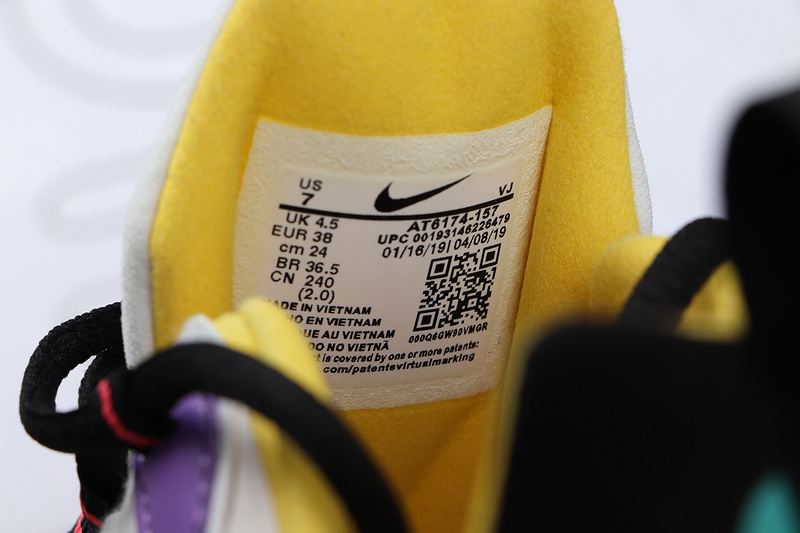 US
7
VJ
UK 4.5
AT6174-157
EUR 38
UPC 00193146226479
cm 24
01/16/19| 04/08/19
BR 36.5
CN 240
(2.0)
000Q6GW9DVMGR
MADE IN VIETNAM
EN VIETNAM
AU VIETNAM
NO VIETNÃ
is covered by one or more patents:
.com/patentsvirtualmarking